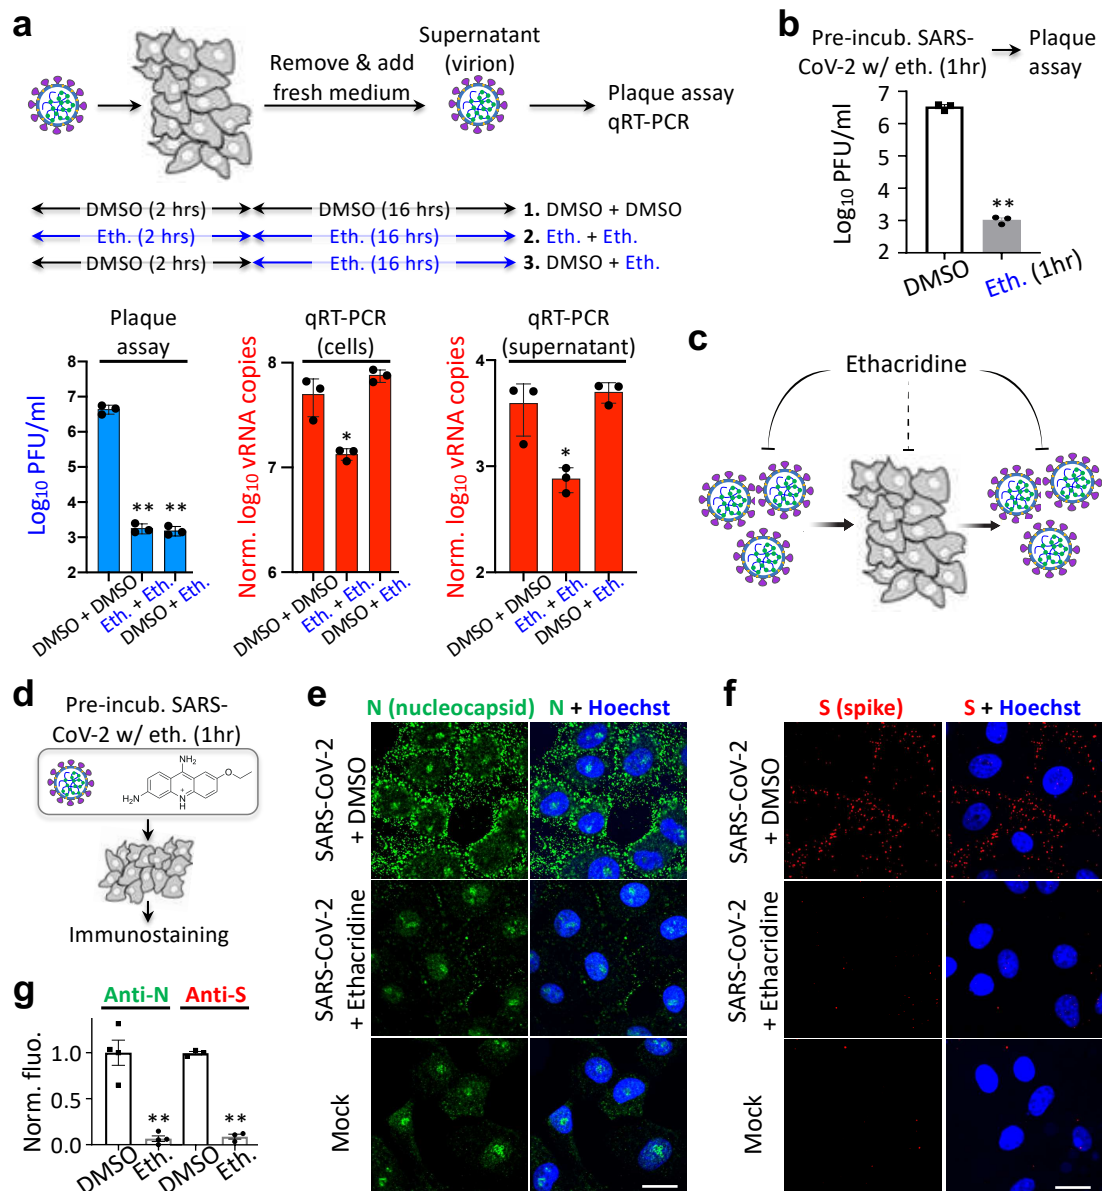 a
Supernatant
(virion)
Remove & add
fresh medium
Plaque assay
qRT-PCR
DMSO (2 hrs) DMSO (16 hrs) 1. DMSO + DMSO
Eth. (2 hrs) Eth. (16 hrs) 2. Eth. + Eth.
DMSO (2 hrs) Eth. (16 hrs) 3. DMSO + Eth.
Plaque
assay
Log10 PFU/ml
8
7
6
5
4
3
2
** **
DMSO + DMSO
Eth. + Eth.
DMSO + Eth.
qRT-PCR
(cells)
Norm. log10 vRNA copies
8
7
6
*
DMSO + DMSO
Eth. + Eth.
DMSO + Eth.
qRT-PCR
(supernatant)
Norm. log10 vRNA copies
4
3
2
*
DMSO + DMSO
Eth. + Eth.
DMSO + Eth.
b
Pre-incub. SARS-
CoV-2 w/ eth. (1hr)
Plaque
assay
Log10 PFU/ml
7
6
5
4
3
2
**
DMSO
Eth. (1hr)
c
Ethacridine
d
Pre-incub. SARS-
CoV-2 w/ eth. (1hr)
NH2
O
H2N
N
+
H
Immunostaining
e
N (nucleocapsid) N + Hoechst
SARS-CoV-2
+ DMSO
SARS-CoV-2
+ Ethacridine
Mock
f
S (spike) S + Hoechst
SARS-CoV-2
+ DMSO
SARS-CoV-2
+ Ethacridine
Mock
g
Anti-N Anti-S
Norm. fluo.
1.0
0.5
0.0
** **
DMSO
Eth.
DMSO
Eth.